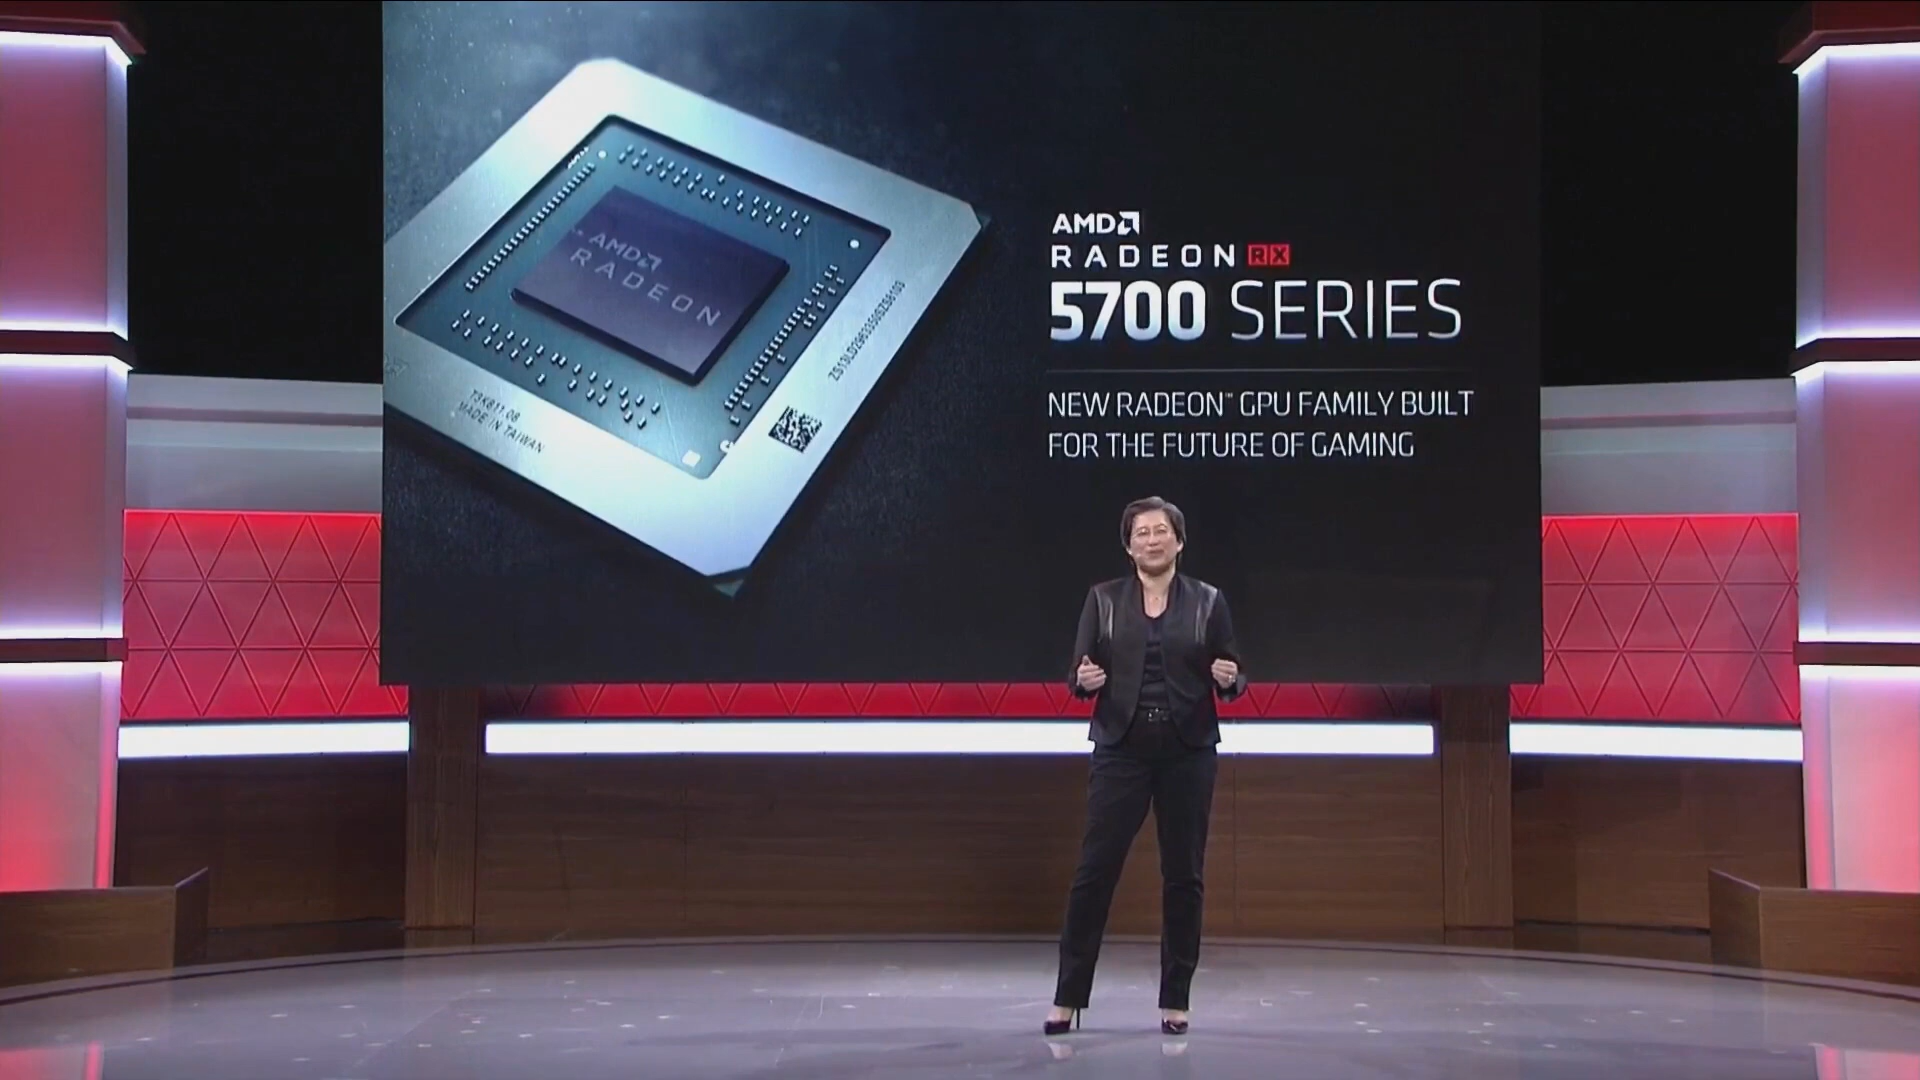 AMD
RADEON RX
5700 SERIES
NEW RADEON™ GPU FAMILY BUILT
FOR THE FUTURE OF GAMING
AMD
RADEON
MADE IN TAIWAN